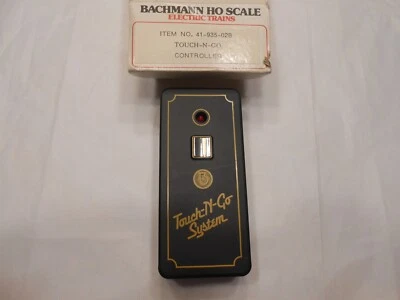 BACHMANN HO SCALE
ELECTRIC TRAINS
ITEM NO. 41-935-020
TOUCH-N-GO
CONTROLLER
Touch-N-Go
System